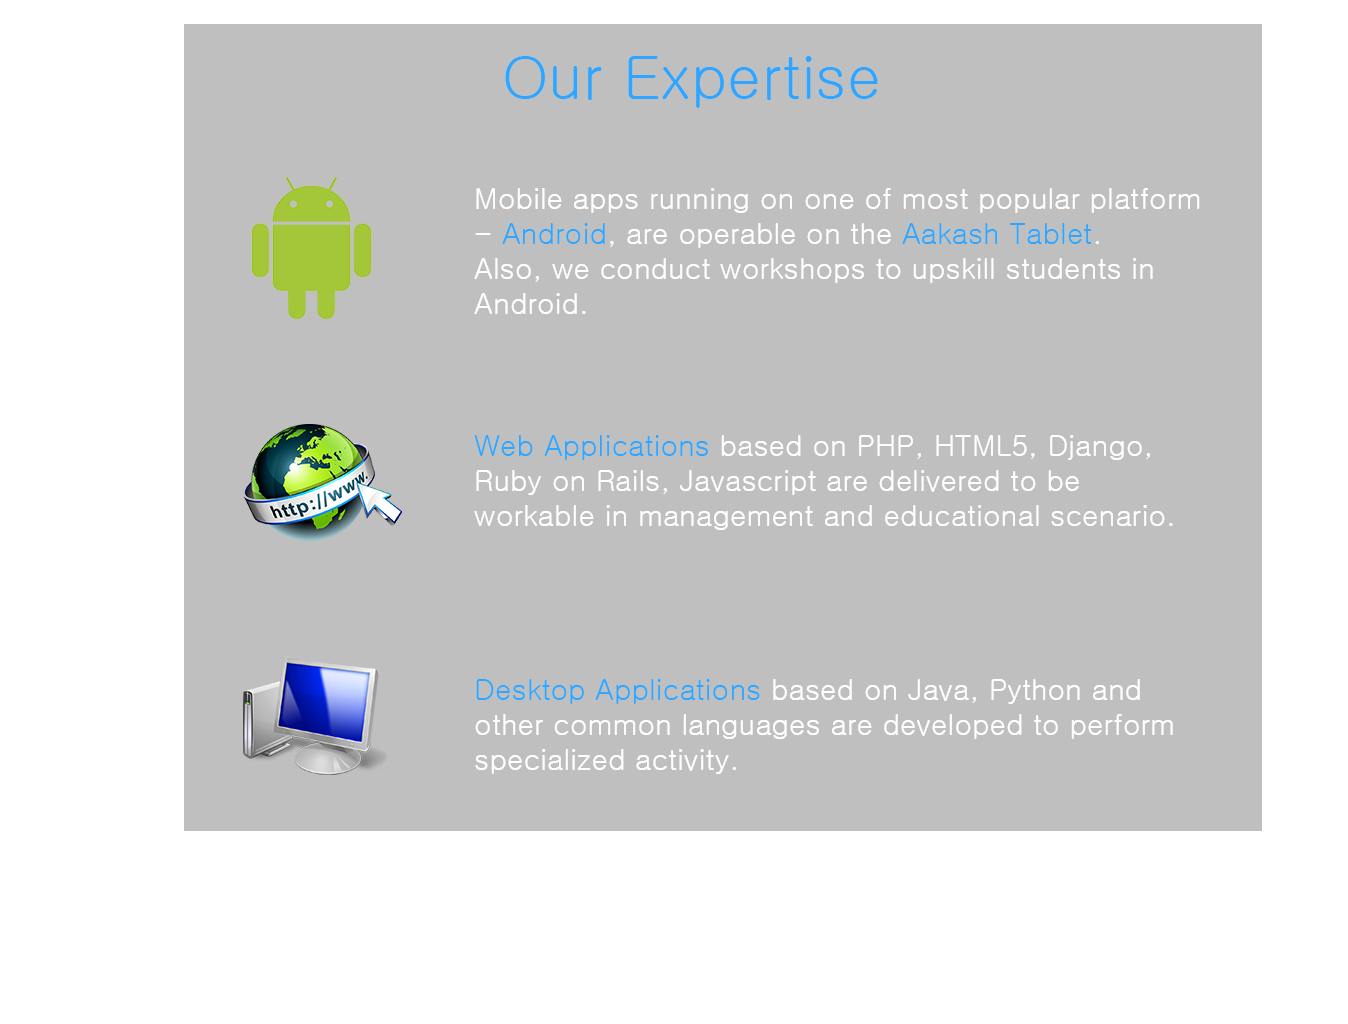 Our Expertise
Mobile apps running on one of most popular platform
- Android, are operable on the Aakash Tablet.
Also, we conduct workshops to upskill students in
Android.
http://www.
Web Applications based on PHP, HTML5, Django,
Ruby on Rails, Javascript are delivered to be
workable in management and educational scenario.
Desktop Applications based on Java, Python and
other common languages are developed to perform
specialized activity.